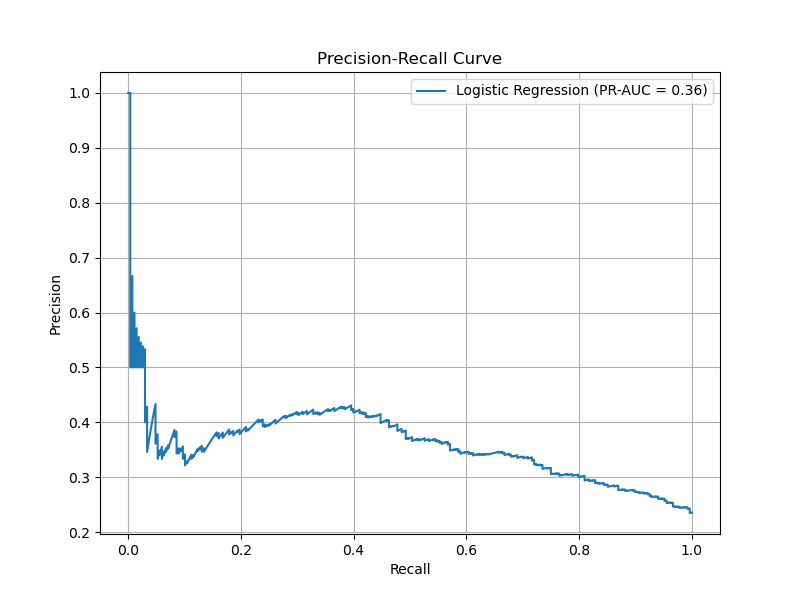 Precision-Recall Curve
Logistic Regression (PR-AUC = 0.36)
Precision
1.0
0.9
0.8
0.7
0.6
0.5
0.4
0.3
0.2
0.0 0.2 0.4 0.6 0.8 1.0
Recall